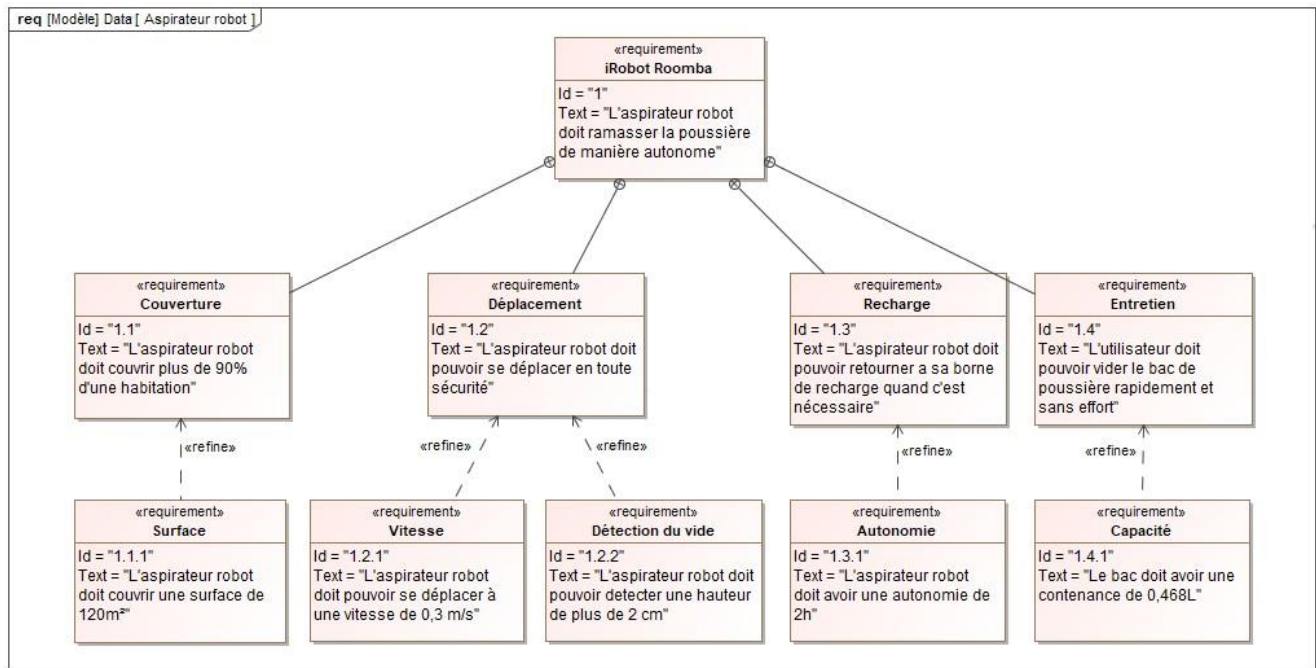 req [Modèle] Data [ Aspirateur robot ]
«requirement»
iRobot Roomba
Id = "1"
Text = "L'aspirateur robot
doit ramasser la poussière
de manière autonome"
«requirement»
Couverture
Id = "1.1"
Text = "L'aspirateur robot
doit couvrir plus de 90%
d'une habitation"
«requirement»
Déplacement
Id = "1.2"
Text = "L'aspirateur robot doit
pouvoir se déplacer en toute
sécurité"
«requirement»
Recharge
Id = "1.3"
Text = "L'aspirateur robot doit
pouvoir retourner a sa borne
de recharge quand c'est
nécessaire"
«requirement»
Entretien
Id = "1.4"
Text = "L'utilisateur doit
pouvoir vider le bac de
poussière rapidement et
sans effort"
«refine»
«refine»
«refine»
«refine»
«refine»
«requirement»
Surface
Id = "1.1.1"
Text = "L'aspirateur robot
doit couvrir une surface de
120m²"
«requirement»
Vitesse
Id = "1.2.1"
Text = "L'aspirateur robot
doit pouvoir se déplacer à
une vitesse de 0,3 m/s"
«requirement»
Détection du vide
Id = "1.2.2"
Text = "L'aspirateur robot doit
pouvoir detecter une hauteur
de plus de 2 cm"
«requirement»
Autonomie
Id = "1.3.1"
Text = "L'aspirateur robot
doit avoir une autonomie de
2h"
«requirement»
Capacité
Id = "1.4.1"
Text = "Le bac doit avoir une
contenance de 0,468L"